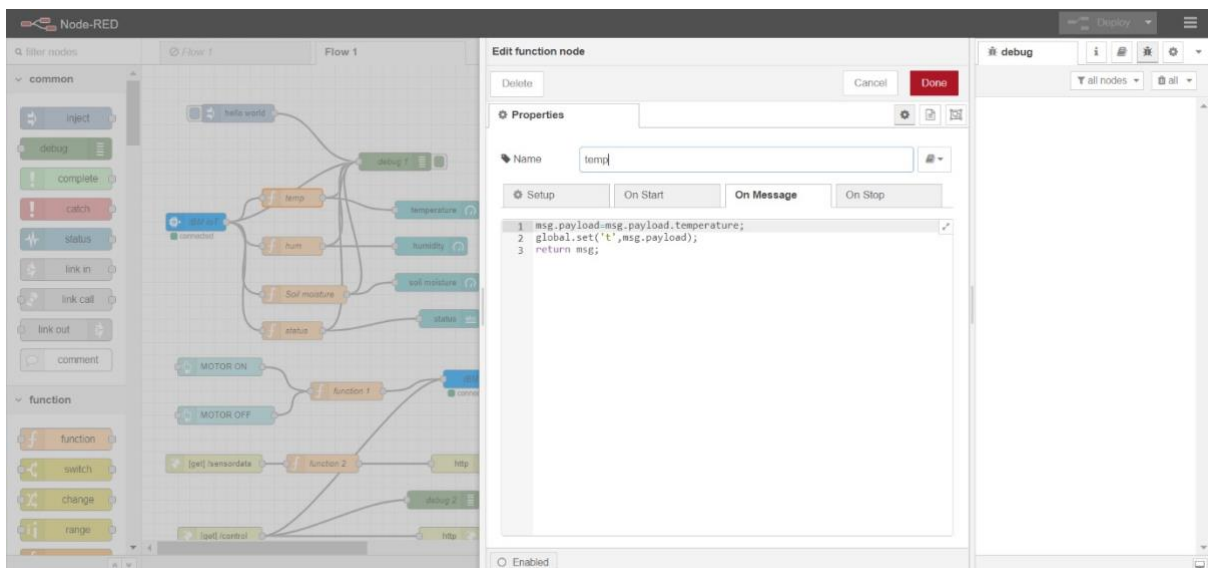 Node-RED
Deploy
filter nodes
common
inject
debug
complete
catch
status
link in
link call
link out
comment
function
function
switch
change
range
Flow 1
Flow 1
hello world
debug 1
temp
temperature
connected
hum
humidity
Soil moisture
soil moisture
status
status
MOTOR ON
function 1
MOTOR OFF
[get] /sensordata
function 2
http
debug 2
[get] /control
http
Edit function node
Delete
Cancel
Done
Properties
Name
temp
Setup
On Start
On Message
On Stop
1 msg.payload=msg.payload.temperature;
2 global.set('t',msg.payload);
3 return msg;
Enabled
debug
i
all nodes
all